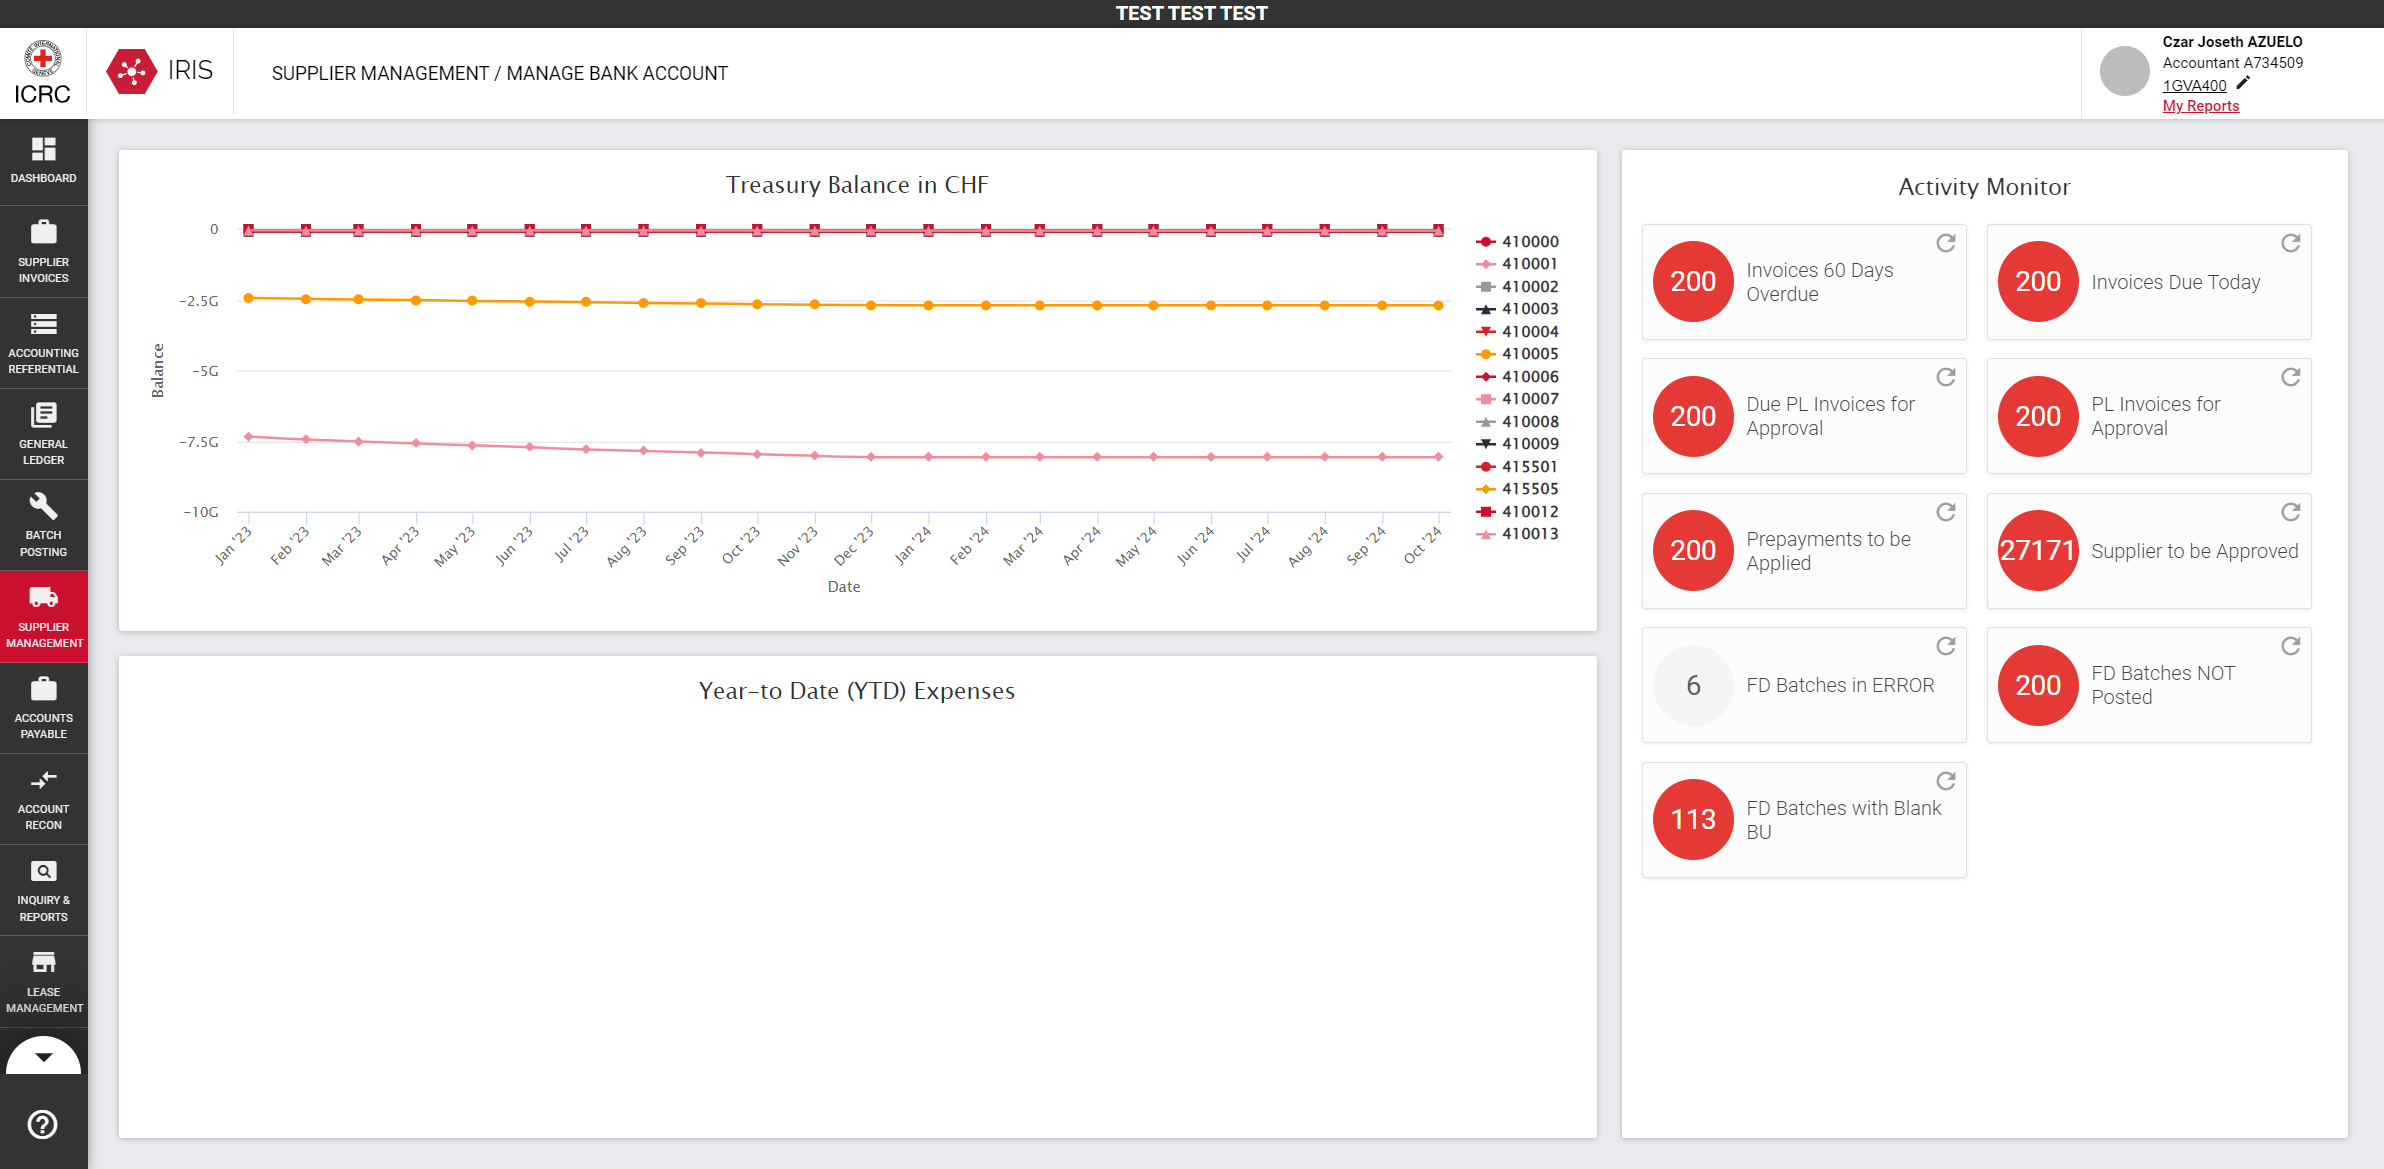 TEST TEST TEST
ICRC
IRIS
SUPPLIER MANAGEMENT / MANAGE BANK ACCOUNT
Czar Joseth AZUELO
Accountant A734509
1GVA400
My Reports
DASHBOARD
SUPPLIER
INVOICES
ACCOUNTING
REFERENTIAL
GENERAL
LEDGER
BATCH
POSTING
SUPPLIER
MANAGEMENT
ACCOUNTS
PAYABLE
ACCOUNT
RECON
INQUIRY &
REPORTS
LEASE
MANAGEMENT
Treasury Balance in CHF
Balance
0
-2.5G
-5G
-7.5G
-10G
Jan '23
Feb '23
Mar '23
Apr '23
May '23
Jun '23
Jul '23
Aug '23
Sep '23
Oct '23
Nov '23
Dec '23
Jan '24
Feb '24
Mar '24
Apr '24
May '24
Jun '24
Jul '24
Aug '24
Sep '24
Oct '24
Date
410000
410001
410002
410003
410004
410005
410006
410007
410008
410009
415501
415505
410012
410013
Year-to Date (YTD) Expenses
Activity Monitor
200
Invoices 60 Days
Overdue
200
Invoices Due Today
200
Due PL Invoices for
Approval
200
PL Invoices for
Approval
200
Prepayments to be
Applied
27171
Supplier to be Approved
6
FD Batches in ERROR
200
FD Batches NOT
Posted
113
FD Batches with Blank
BU